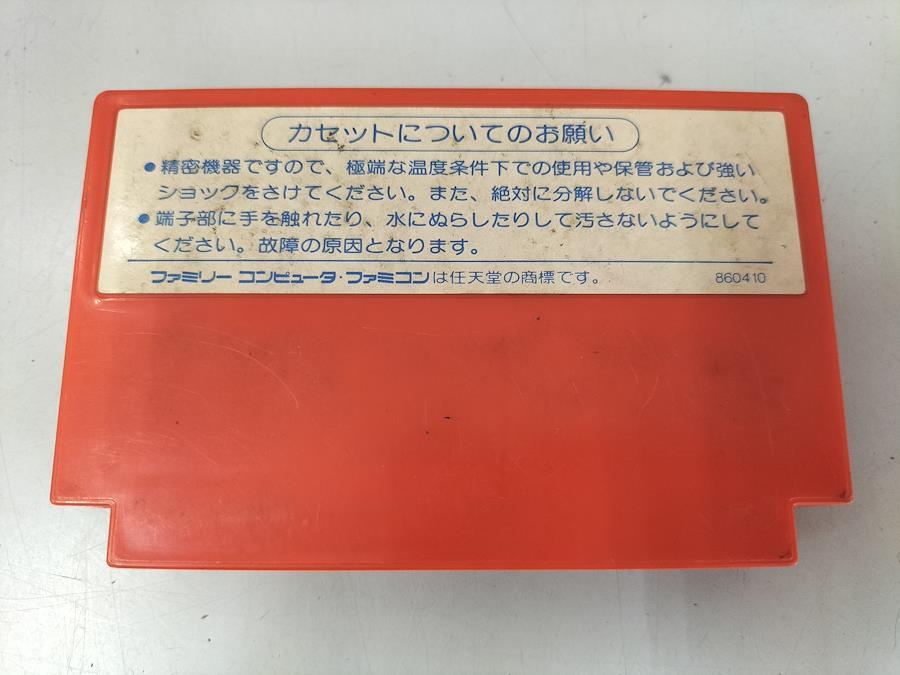 カセットについてのお願い
●精密機器ですので、極端な温度条件下での使用や保管および強い
ショックをさけてください。また、絶対に分解しないでください。
●端子部に手を触れたり、水にぬらしたりして汚さないようにして
ください。故障の原因となります。
ファミリー コンピュータ・ファミコンは任天堂の商標です。 860410